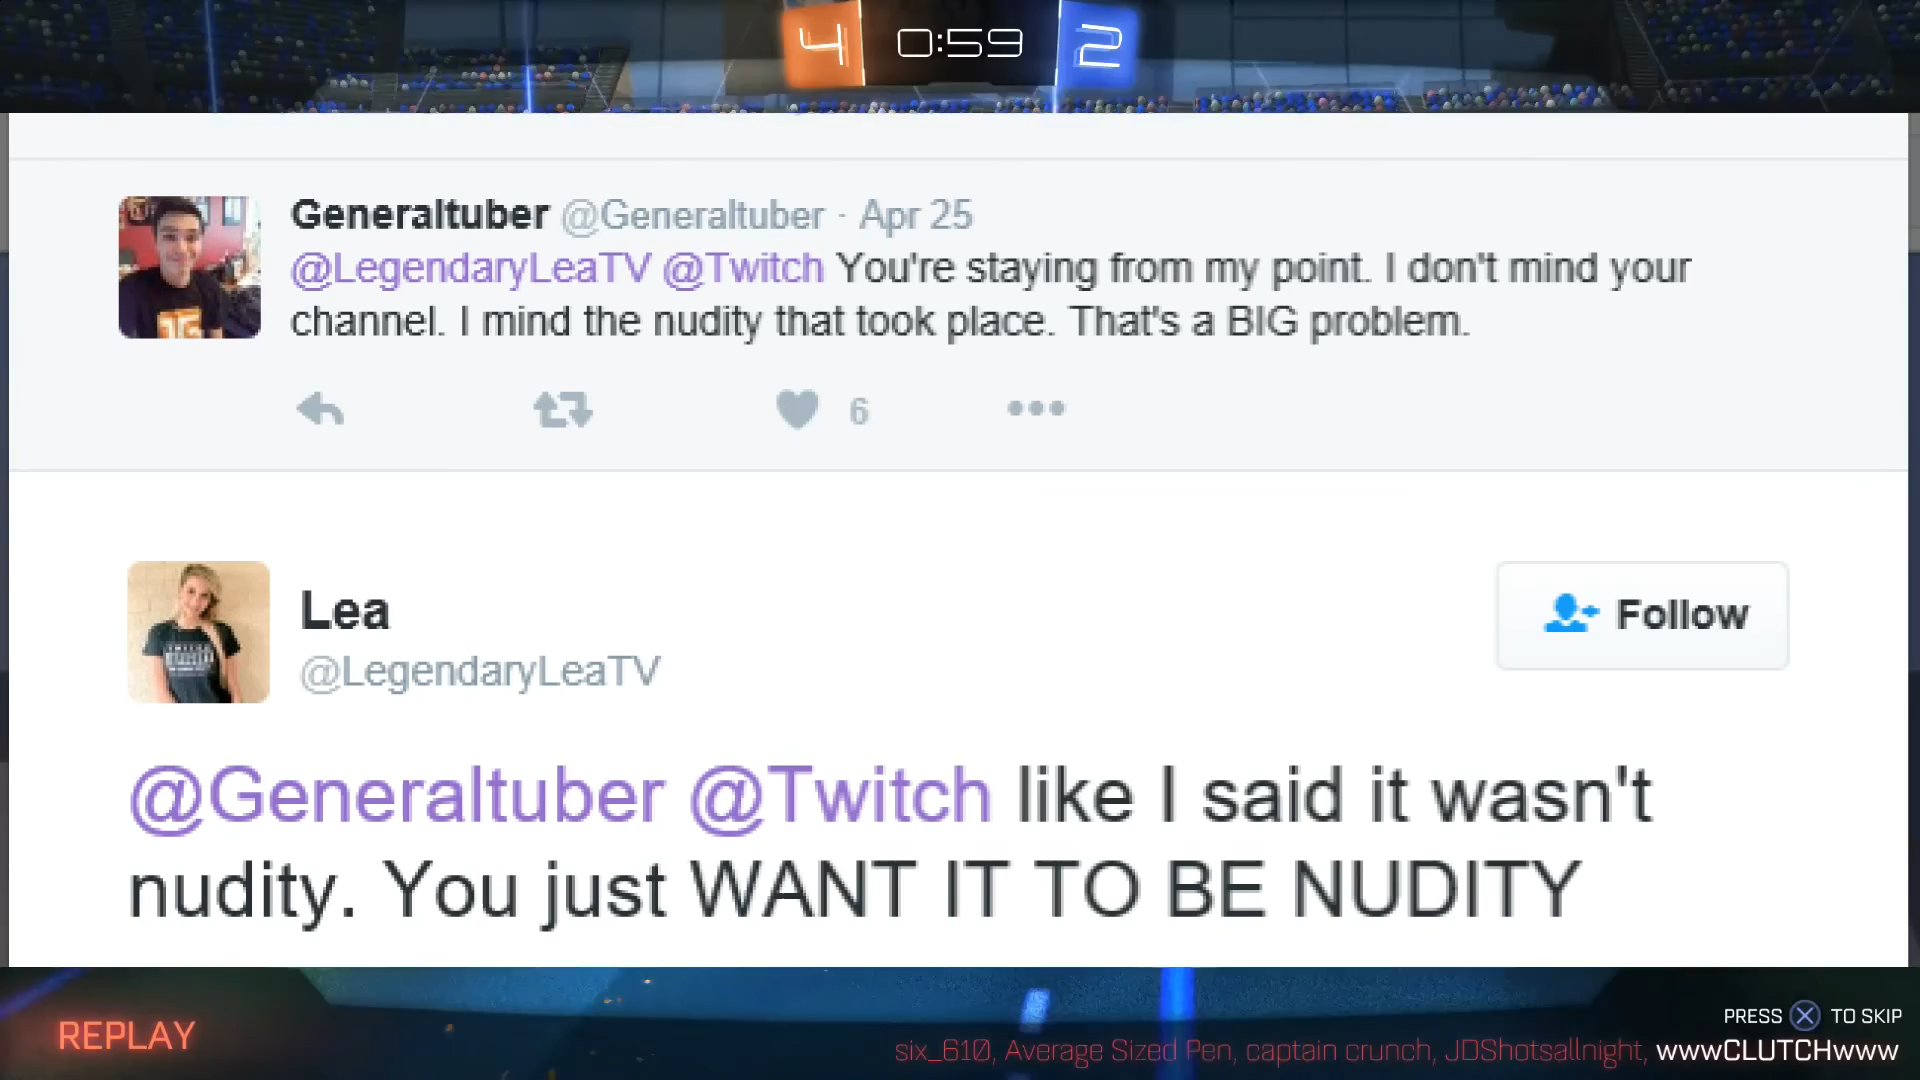 4 0:59 2
Generaltuber @Generaltuber · Apr 25
@LegendaryLeaTV @Twitch You're staying from my point. I don't mind your
channel. I mind the nudity that took place. That's a BIG problem.
6
Lea
@LegendaryLeaTV
Follow
@Generaltuber @Twitch like I said it wasn't
nudity. You just WANT IT TO BE NUDITY
REPLAY
PRESS X TO SKIP
six_610, Average Sized Pen, captain crunch, JDShotsallnight, wwwCLUTCHwww